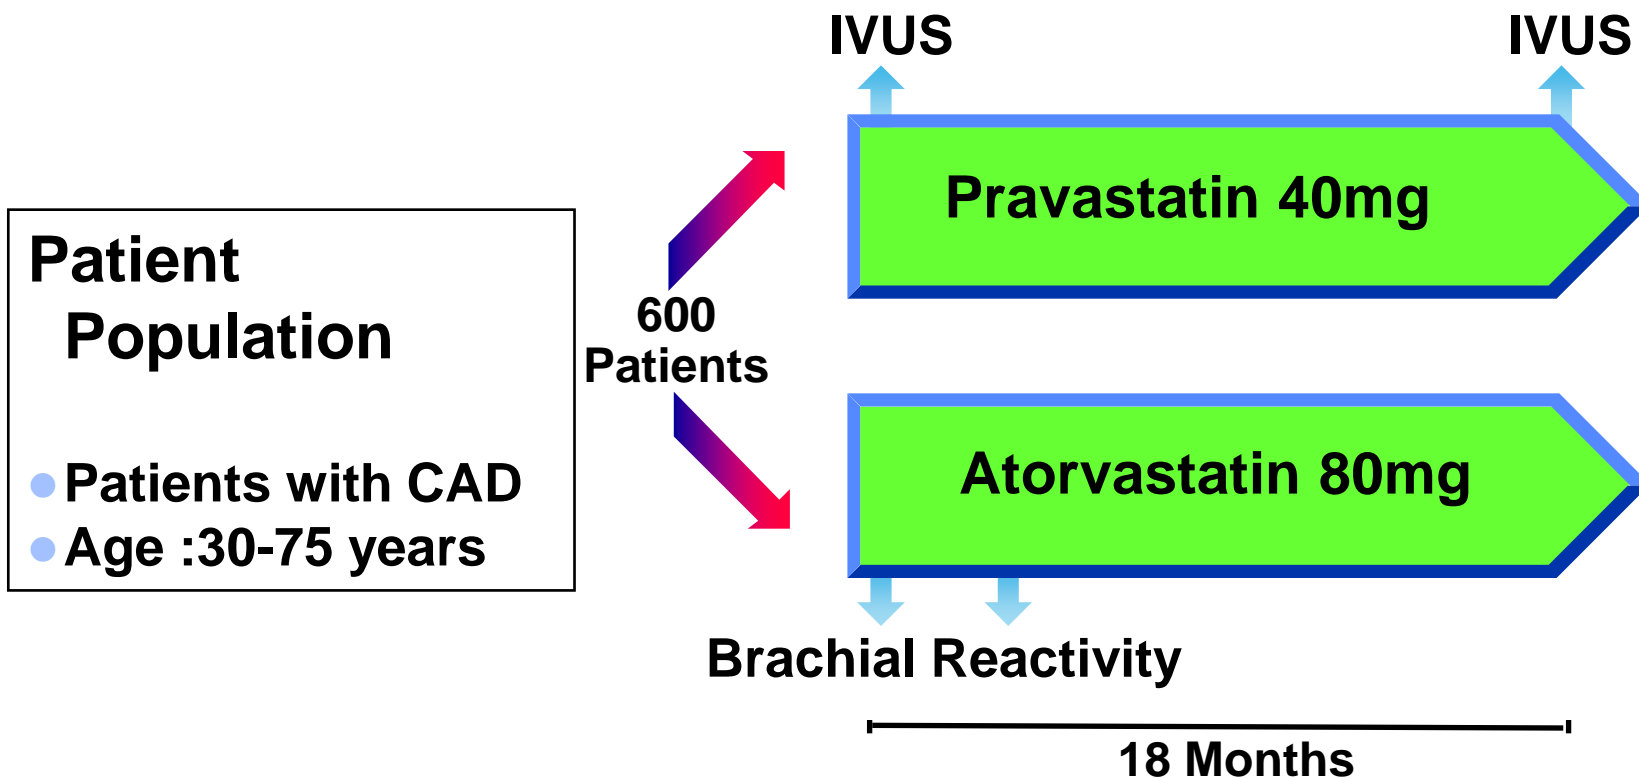 IVUS
IVUS
Pravastatin 40mg
Patient
Population
Patients with CAD
Age :30-75 years
600
Patients
Atorvastatin 80mg
Brachial Reactivity
18 Months